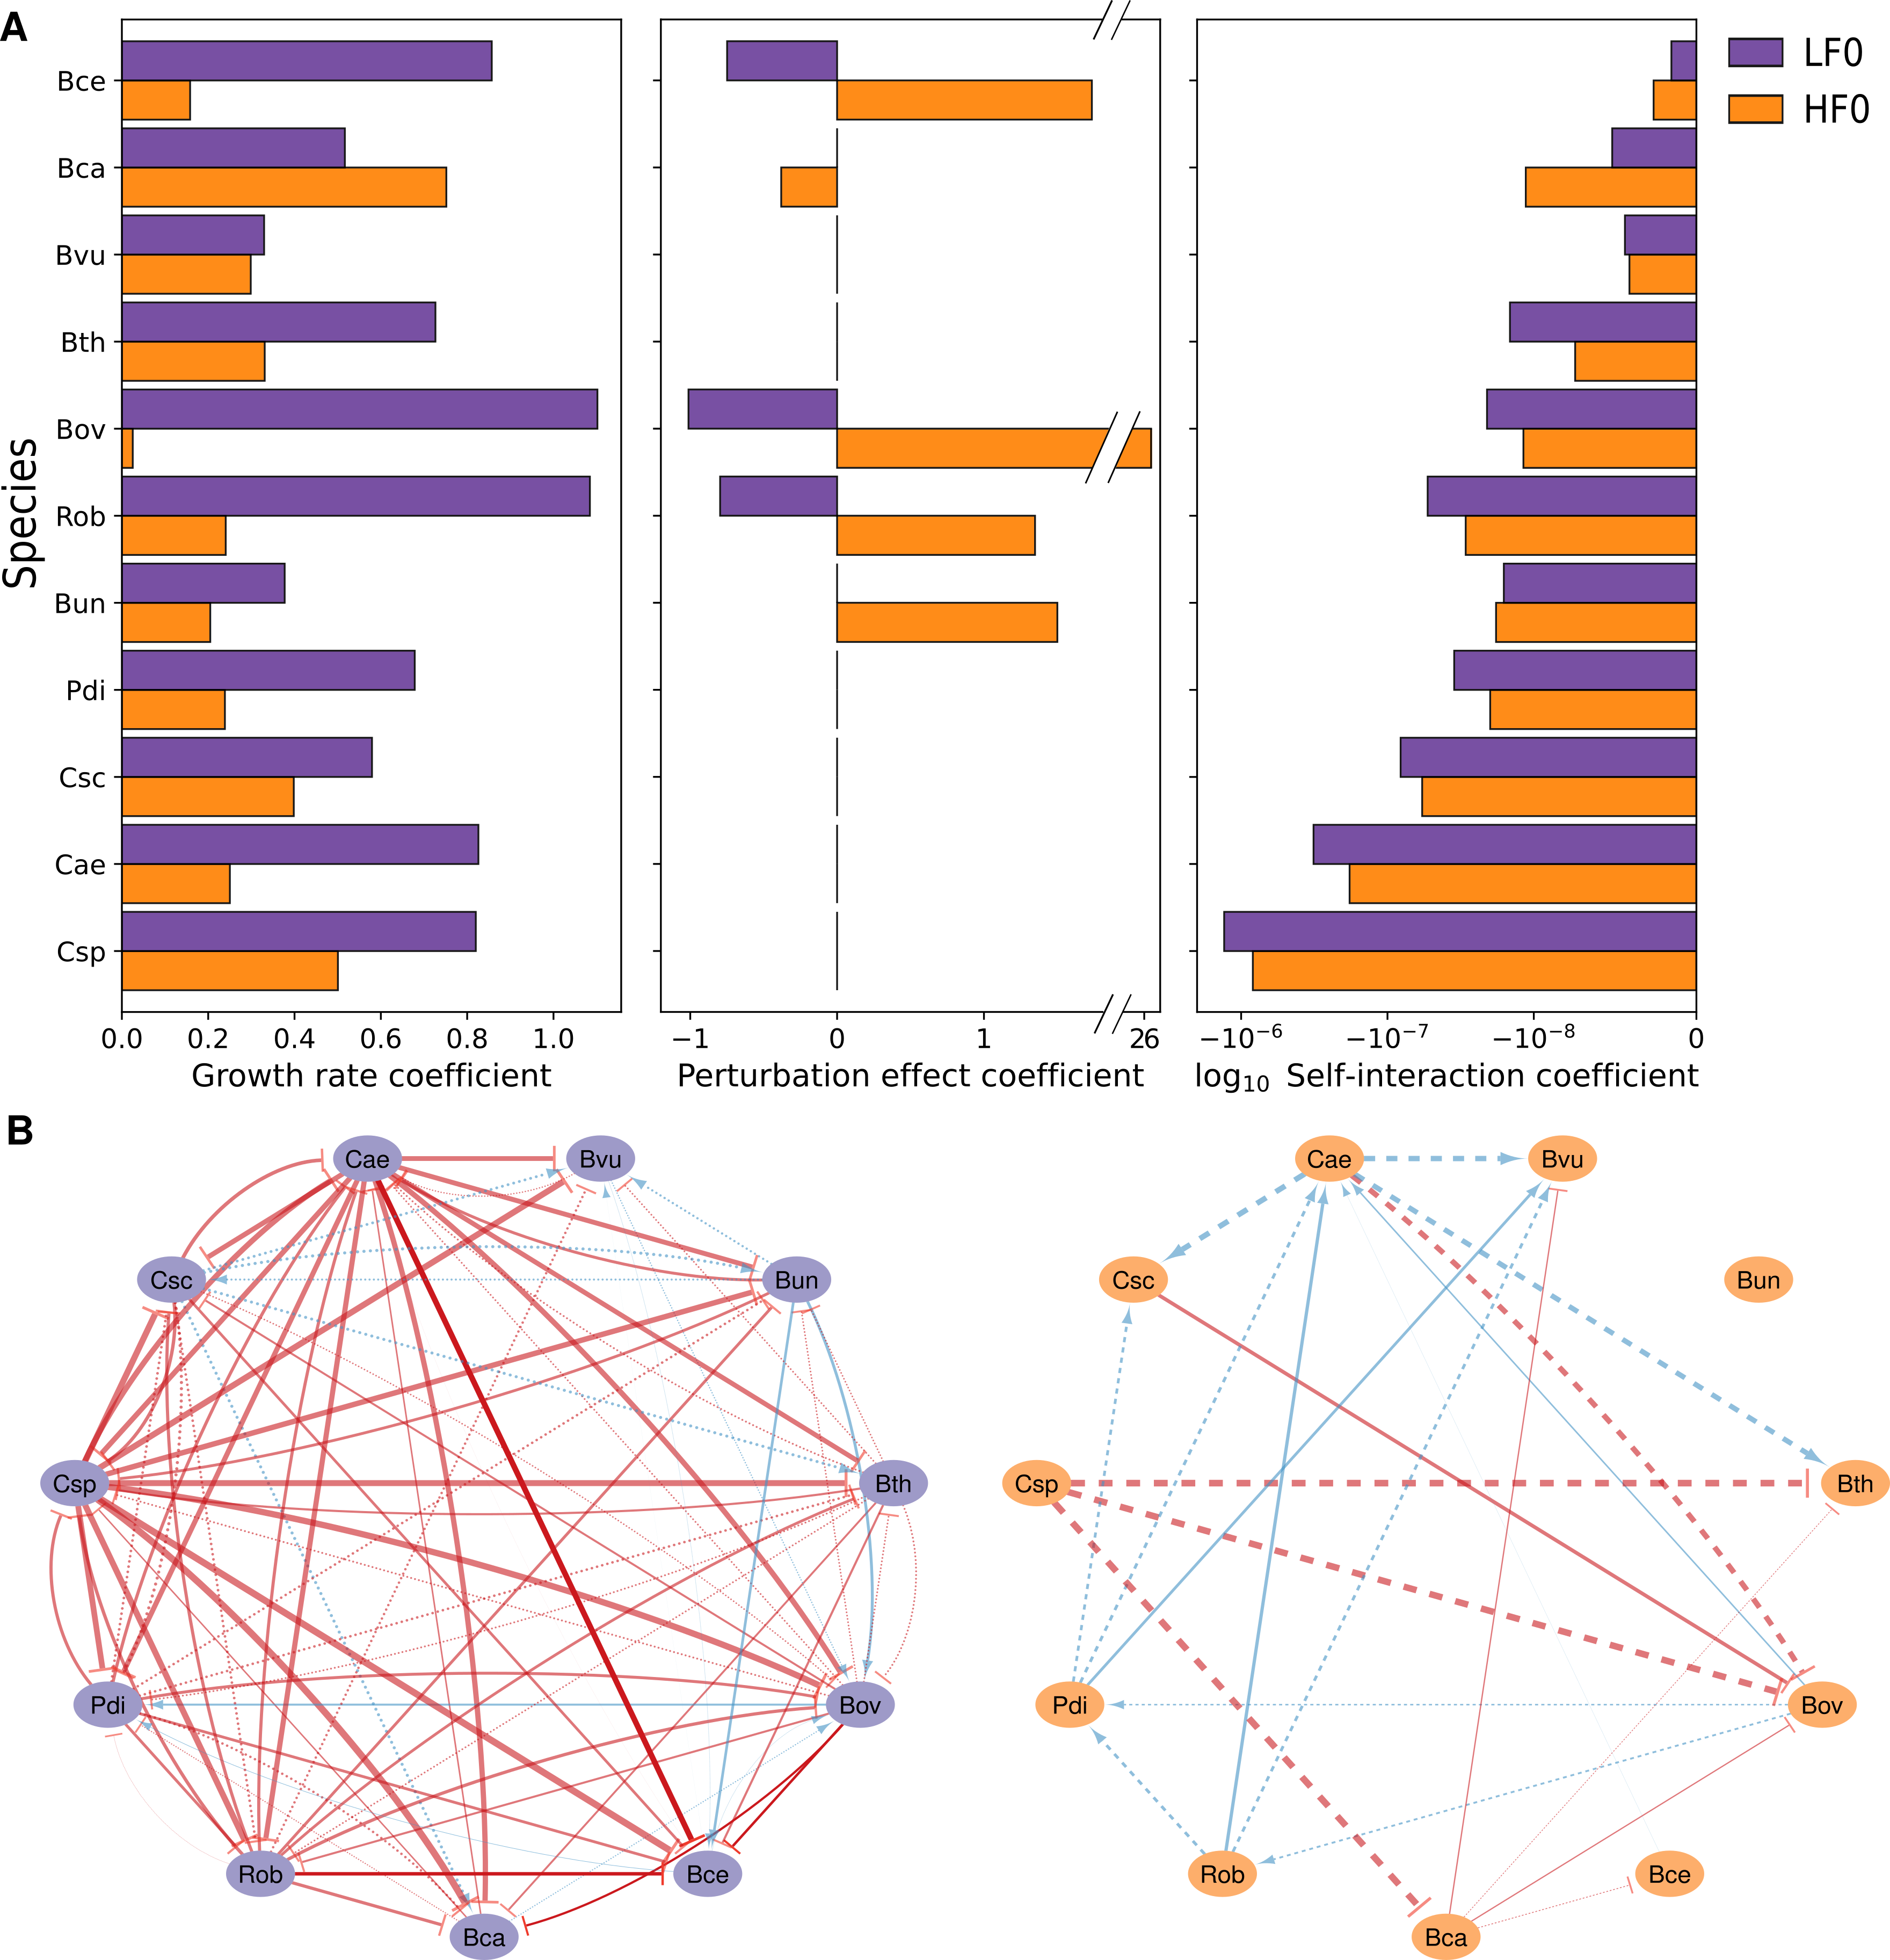 A
LF0
HF0
Species
Bce
Bca
Bvu
Bth
Bov
Rob
Bun
Pdi
Csc
Cae
Csp
0.0 0.2 0.4 0.6 0.8 1.0
Growth rate coefficient
−1 0 1 26
Perturbation effect coefficient
−10⁻⁶ −10⁻⁷ −10⁻⁸ 0
log₁₀ Self-interaction coefficient
B
Cae Bvu
Csc Bun
Csp Bth
Pdi Bov
Rob Bce
Bca
Cae Bvu
Csc Bun
Csp Bth
Pdi Bov
Rob Bce
Bca